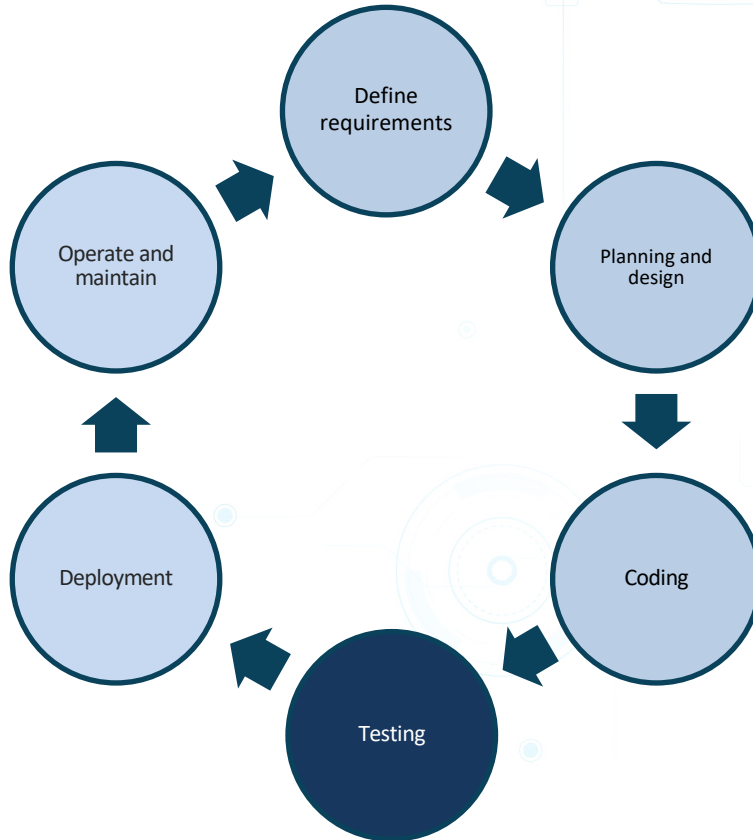 Define
requirements
Planning and
design
Coding
Testing
Deployment
Operate and
maintain